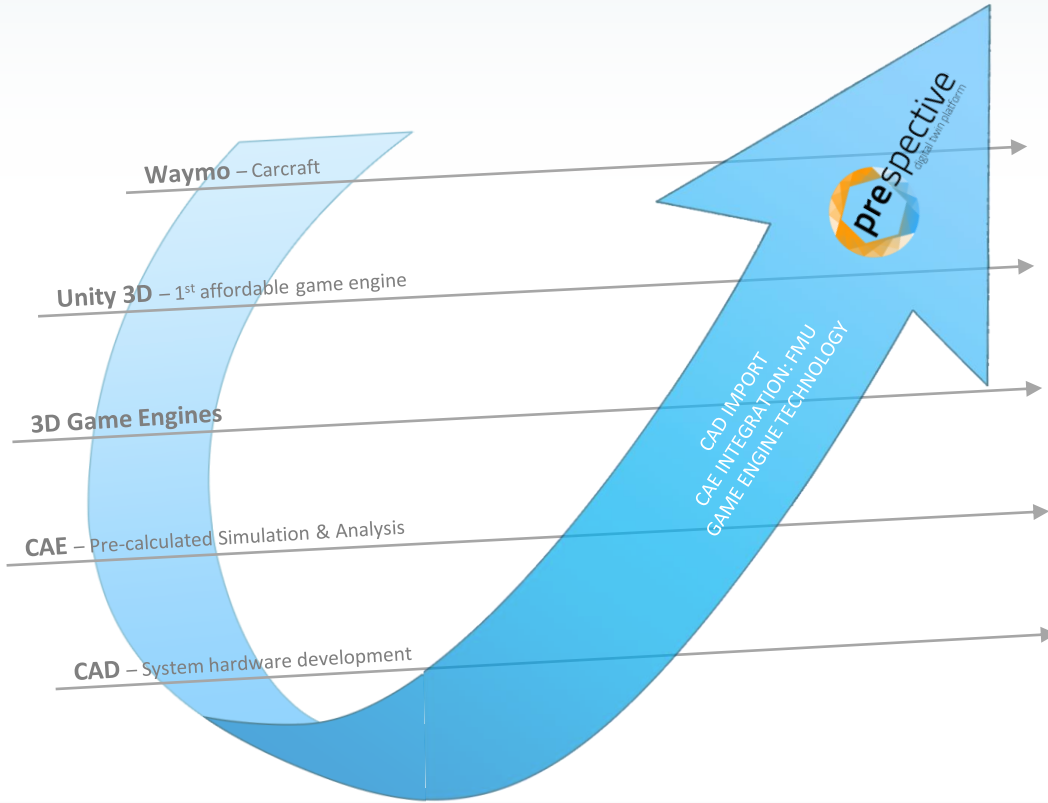 Waymo – Carcraft
Unity 3D – 1st affordable game engine
3D Game Engines
CAE – Pre-calculated Simulation & Analysis
CAD – System hardware development
CAD IMPORT
CAE INTEGRATION: FMU
GAME ENGINE TECHNOLOGY
prespective
digital twin platform